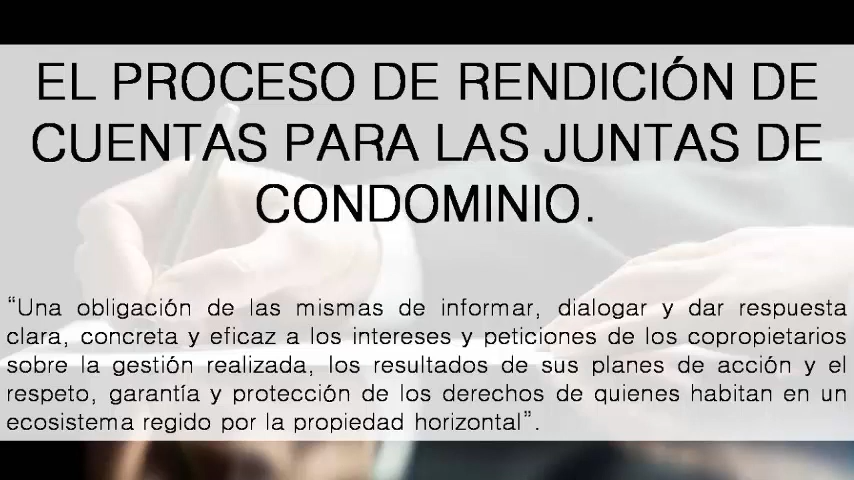 EL PROCESO DE RENDICIÓN DE
CUENTAS PARA LAS JUNTAS DE
CONDOMINIO.
“Una obligación de las mismas de informar, dialogar y dar respuesta
clara, concreta y eficaz a los intereses y peticiones de los copropietarios
sobre la gestión realizada, los resultados de sus planes de acción y el
respeto, garantía y protección de los derechos de quienes habitan en un
ecosistema regido por la propiedad horizontal”.